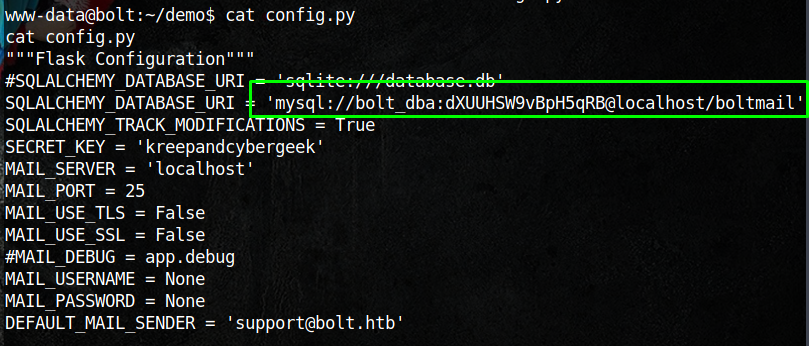 www-data@bolt:~/demo$ cat config.py
cat config.py
"""Flask Configuration"""
#SQLALCHEMY_DATABASE_URI = 'sqlite:///database.db'
SQLALCHEMY_DATABASE_URI = 'mysql://bolt_dba:dXUUHSW9vBpH5qRB@localhost/boltmail'
SQLALCHEMY_TRACK_MODIFICATIONS = True
SECRET_KEY = 'kreepandcybergeek'
MAIL_SERVER = 'localhost'
MAIL_PORT = 25
MAIL_USE_TLS = False
MAIL_USE_SSL = False
#MAIL_DEBUG = app.debug
MAIL_USERNAME = None
MAIL_PASSWORD = None
DEFAULT_MAIL_SENDER = 'support@bolt.htb'